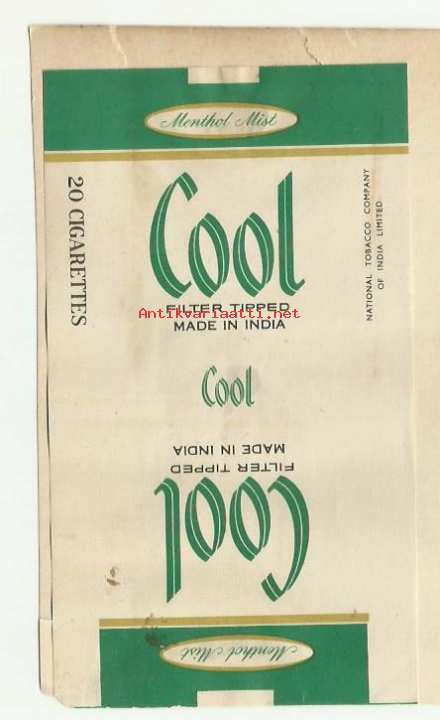 Menthol Mist
Cool
FILTER TIPPED
MADE IN INDIA
20 CIGARETTES
NATIONAL TOBACCO COMPANY
OF INDIA LIMITED
Antikvariaatti.net
Cool
MADE IN INDIA
FILTER TIPPED
Cool
Menthol Mist